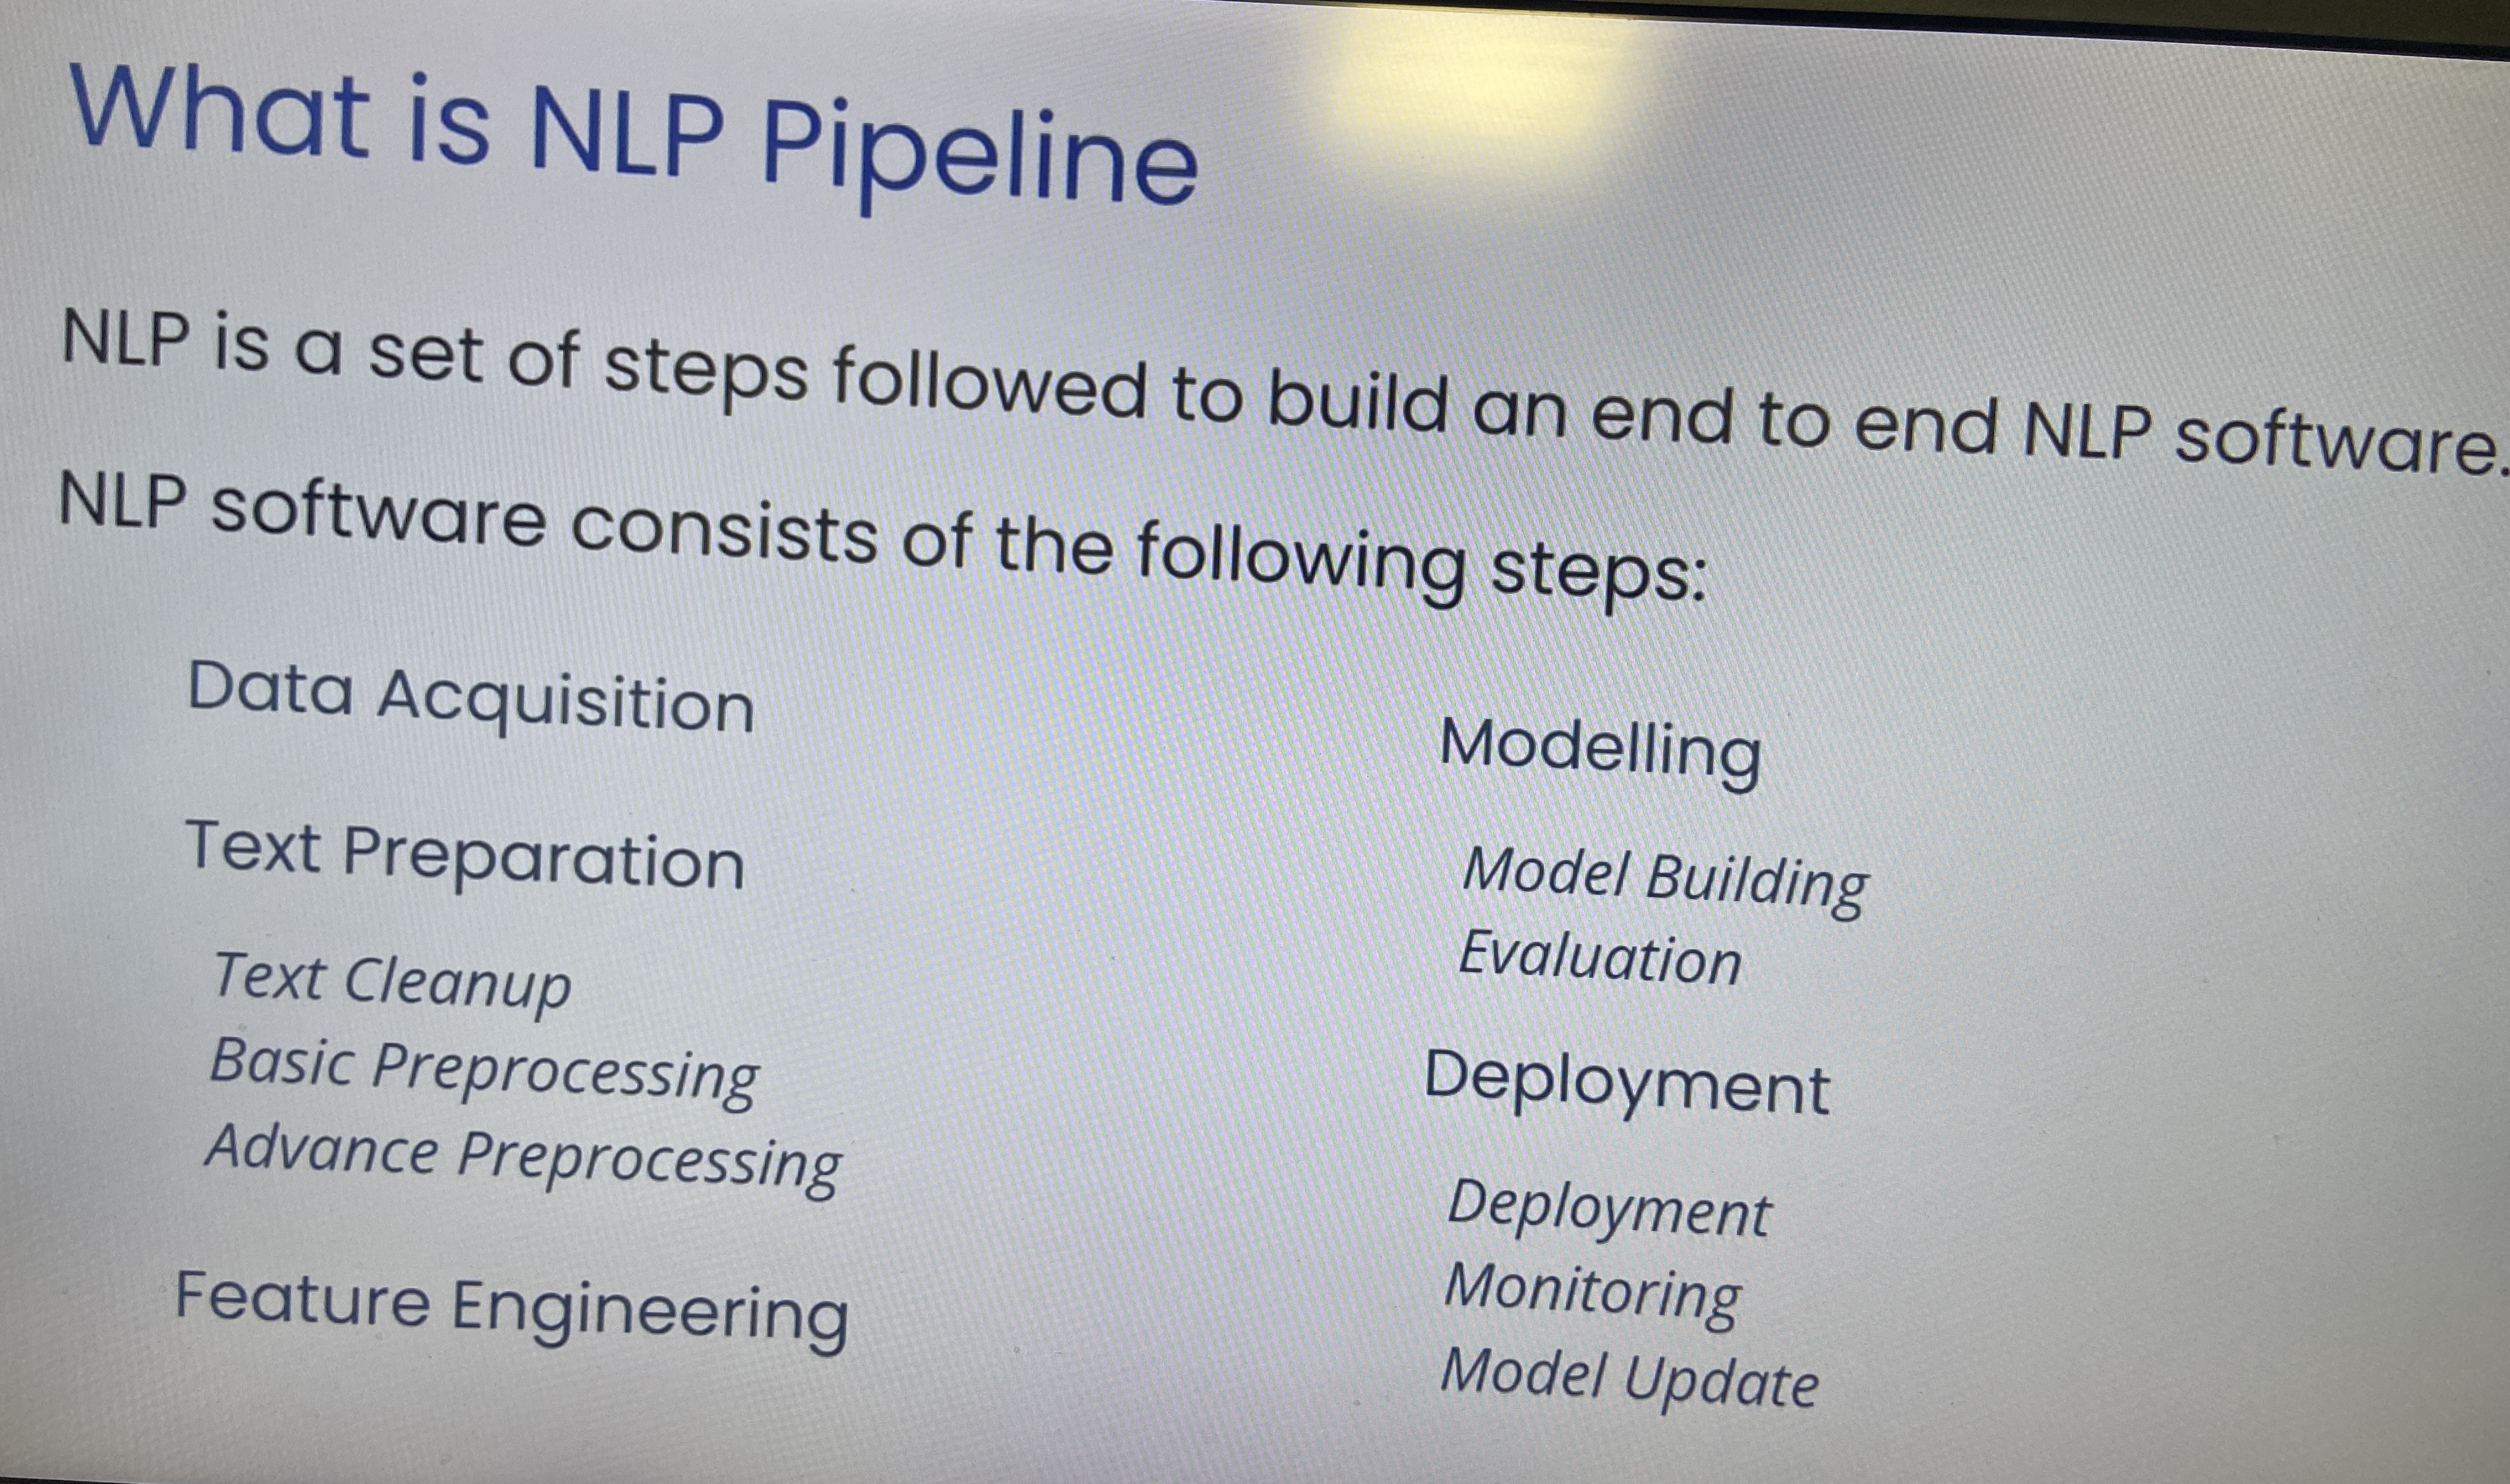 What is NLP Pipeline
NLP is a set of steps followed to build an end to end NLP software.
NLP software consists of the following steps:
Data Acquisition
Text Preparation
Text Cleanup
Basic Preprocessing
Advance Preprocessing
Feature Engineering
Modelling
Model Building
Evaluation
Deployment
Deployment
Monitoring
Model Update